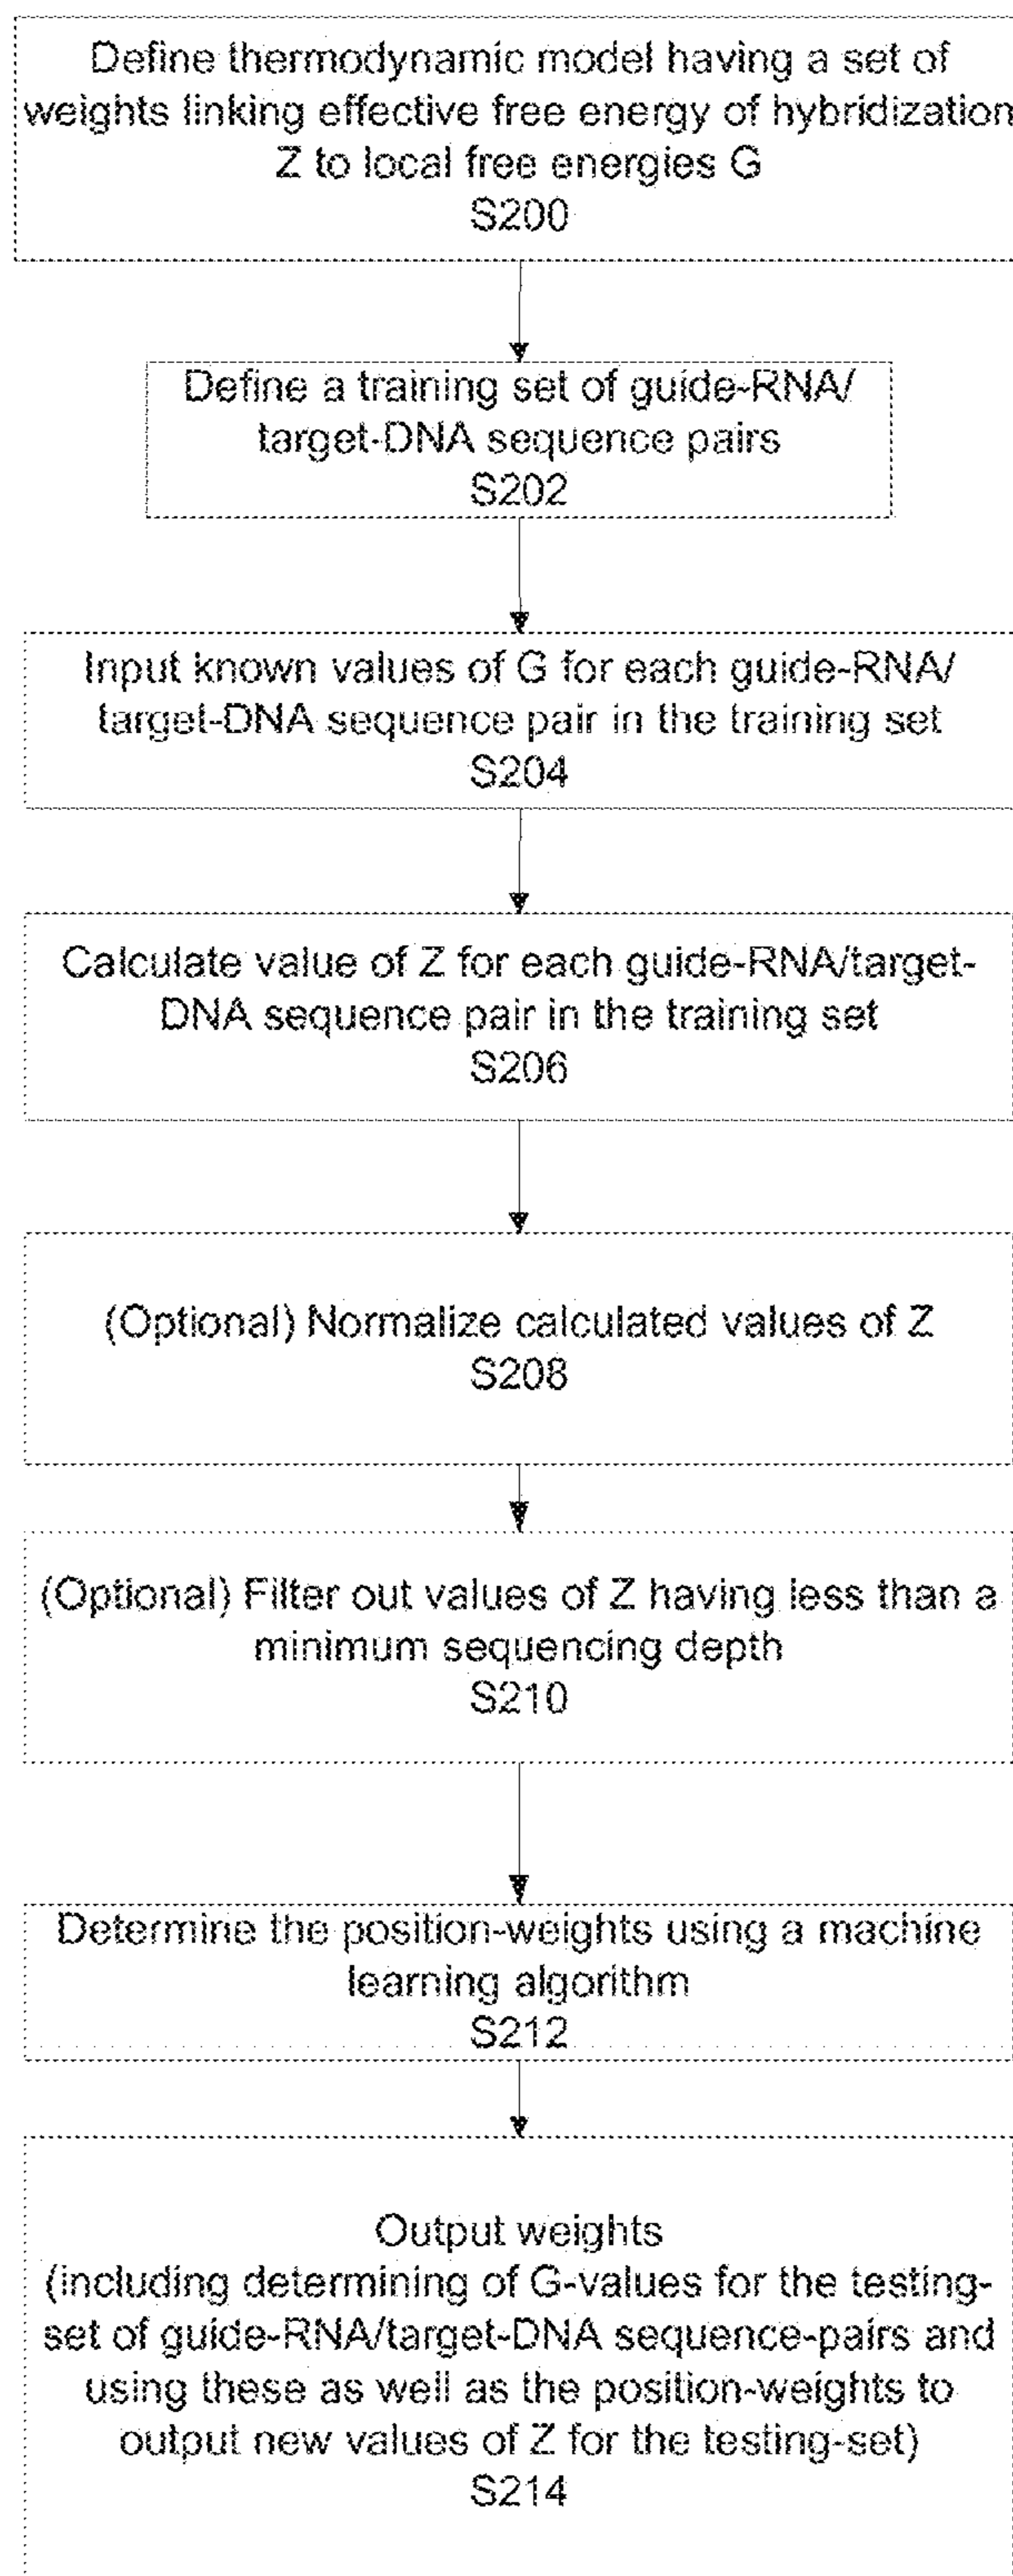 Define thermodynamic model having a set of
weights linking effective free energy of hybridization
Z to local free energies G
S200
Define a training set of guide-RNA/
target-DNA sequence pairs
S202
Input known values of G for each guide-RNA/
target-DNA sequence pair in the training set
S204
Calculate value of Z for each guide-RNA/target-
DNA sequence pair in the training set
S206
(Optional) Normalize calculated values of Z
S208
(Optional) Filter out values of Z having less than a
minimum sequencing depth
S210
Determine the position-weights using a machine
learning algorithm
S212
Output weights
(including determining of G-values for the testing-
set of guide-RNA/target-DNA sequence-pairs and
using these as well as the position-weights to
output new values of Z for the testing-set)
S214